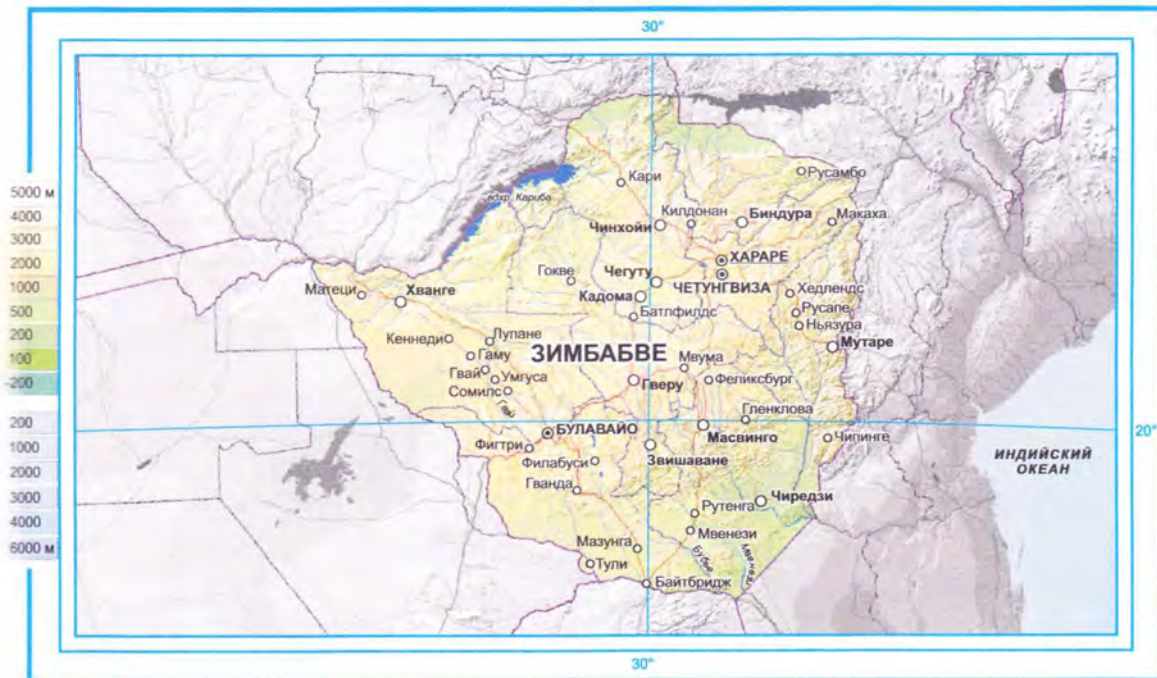 30°
5000 м
4000
3000
2000
1000
500
200
100
-200
200
1000
2000
3000
4000
6000 м
вдхр. Кариба
Кари
Русамбо
Килдонан
Биндура
Макаха
Чинхойи
ХАРАРЕ
Гокве
Чегуту
ЧЕТУНГВИЗА
Матеци
Хванге
Кадома
Хедлендс
Батлфилдс
Русапе
Ньязура
Кеннеди
Лупане
Мутаре
Гаму
ЗИМБАБВЕ
Мвума
Гвай
Умгуса
Гверу
Феликсбург
Сомилс
Гвай
Гленклова
БУЛАВАЙО
Масвинго
20°
Фигтри
Чипинге
Звишаване
ИНДИЙСКИЙ
ОКЕАН
Филабуси
Гванда
Чиредзи
Рутенга
Мвенези
Мазунга
Бубье
Мвенези
Тули
Байтбридж
30°